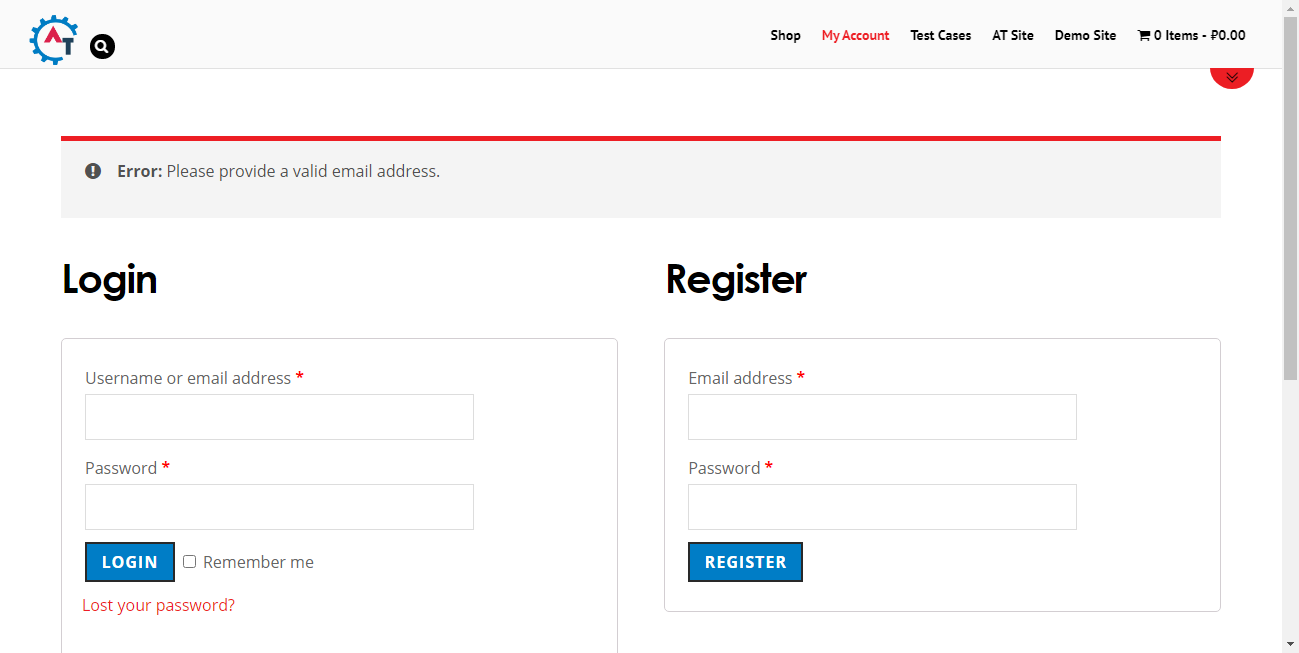 AT
Shop My Account Test Cases AT Site Demo Site 0 Items - ₽0.00
Error: Please provide a valid email address.
Login
Register
Username or email address *
Email address *
Password *
Password *
LOGIN Remember me
REGISTER
Lost your password?